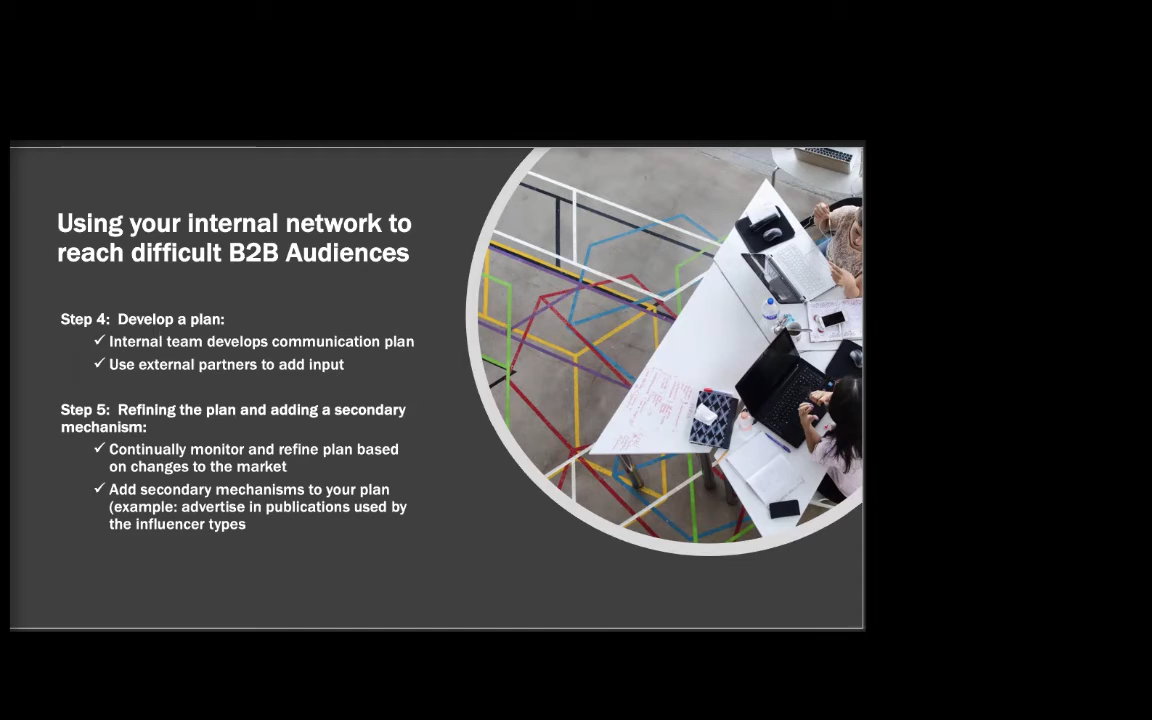 Using your internal network to
reach difficult B2B Audiences
Step 4:  Develop a plan:
✓ Internal team develops communication plan
✓ Use external partners to add input
Step 5:  Refining the plan and adding a secondary
mechanism:
✓ Continually monitor and refine plan based
on changes to the market
✓ Add secondary mechanisms to your plan
(example: advertise in publications used by
the influencer types